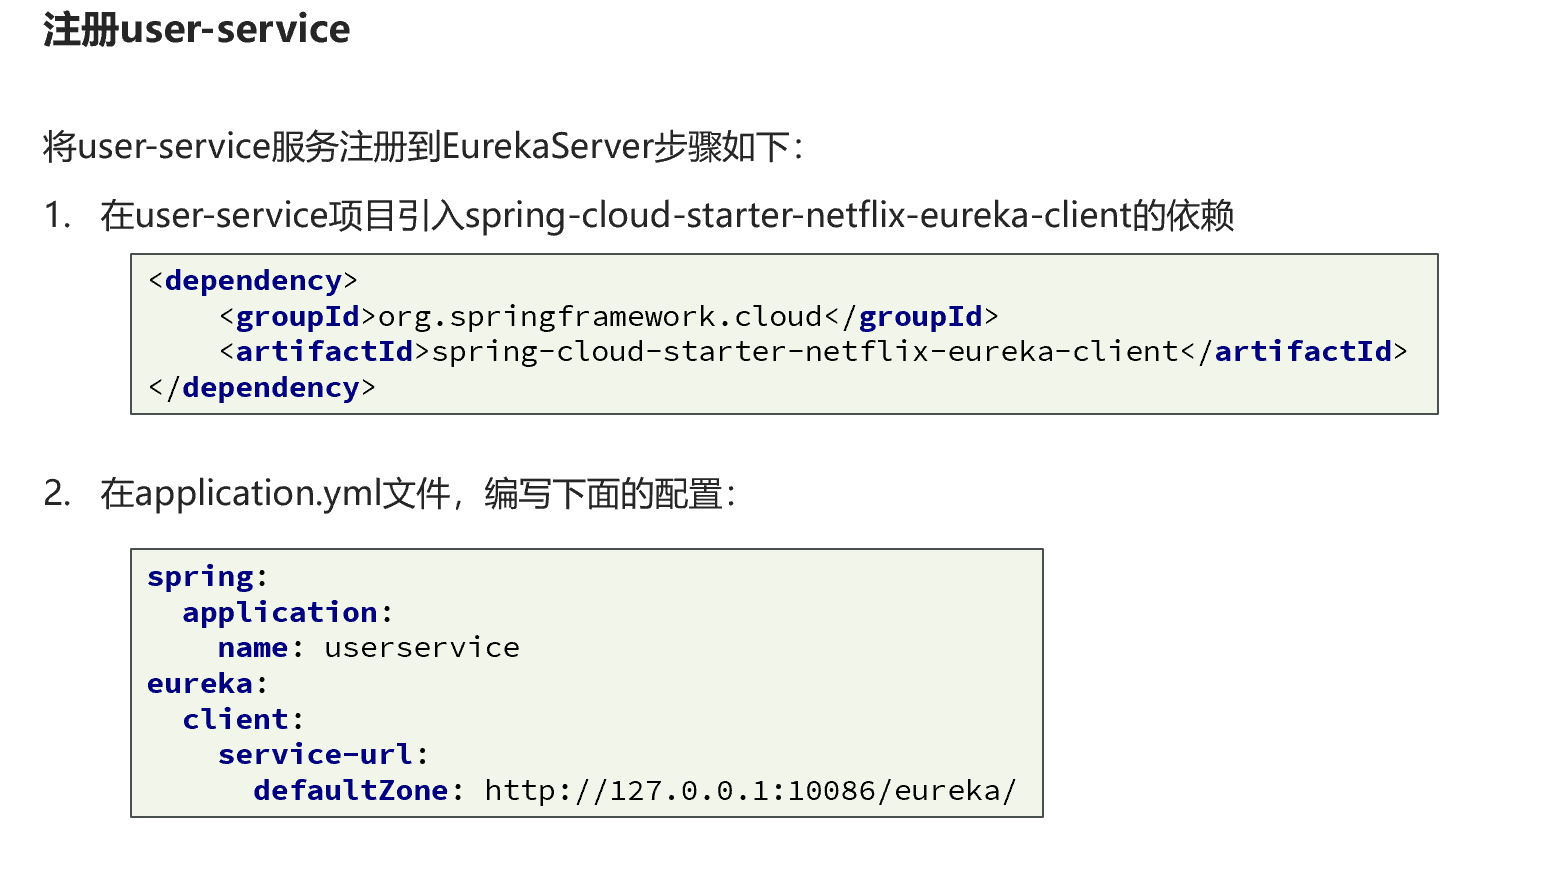 注册user-service
将user-service服务注册到EurekaServer步骤如下：
1. 在user-service项目引入spring-cloud-starter-netflix-eureka-client的依赖
<dependency>
    <groupId>org.springframework.cloud</groupId>
    <artifactId>spring-cloud-starter-netflix-eureka-client</artifactId>
</dependency>
2. 在application.yml文件，编写下面的配置：
spring:
  application:
    name: userservice
eureka:
  client:
    service-url:
      defaultZone: http://127.0.0.1:10086/eureka/